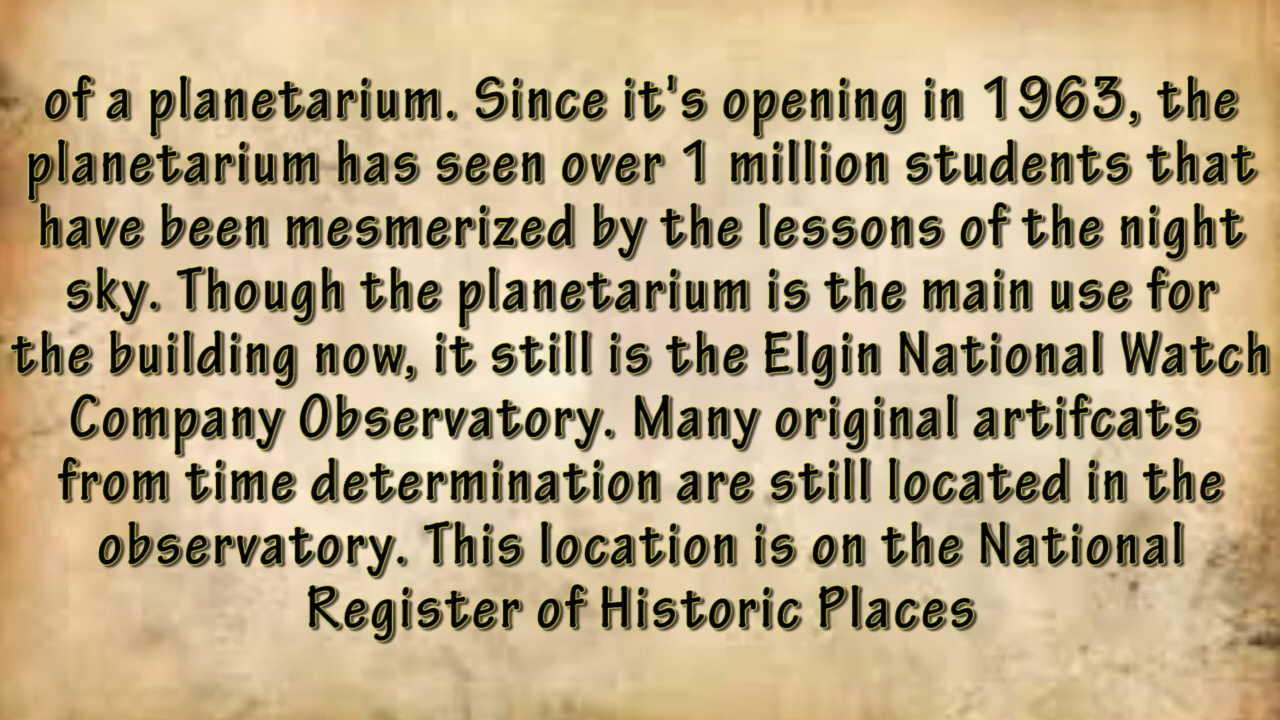 of a planetarium. Since it's opening in 1963, the
planetarium has seen over 1 million students that
have been mesmerized by the lessons of the night
sky. Though the planetarium is the main use for
the building now, it still is the Elgin National Watch
Company Observatory. Many original artifcats
from time determination are still located in the
observatory. This location is on the National
Register of Historic Places